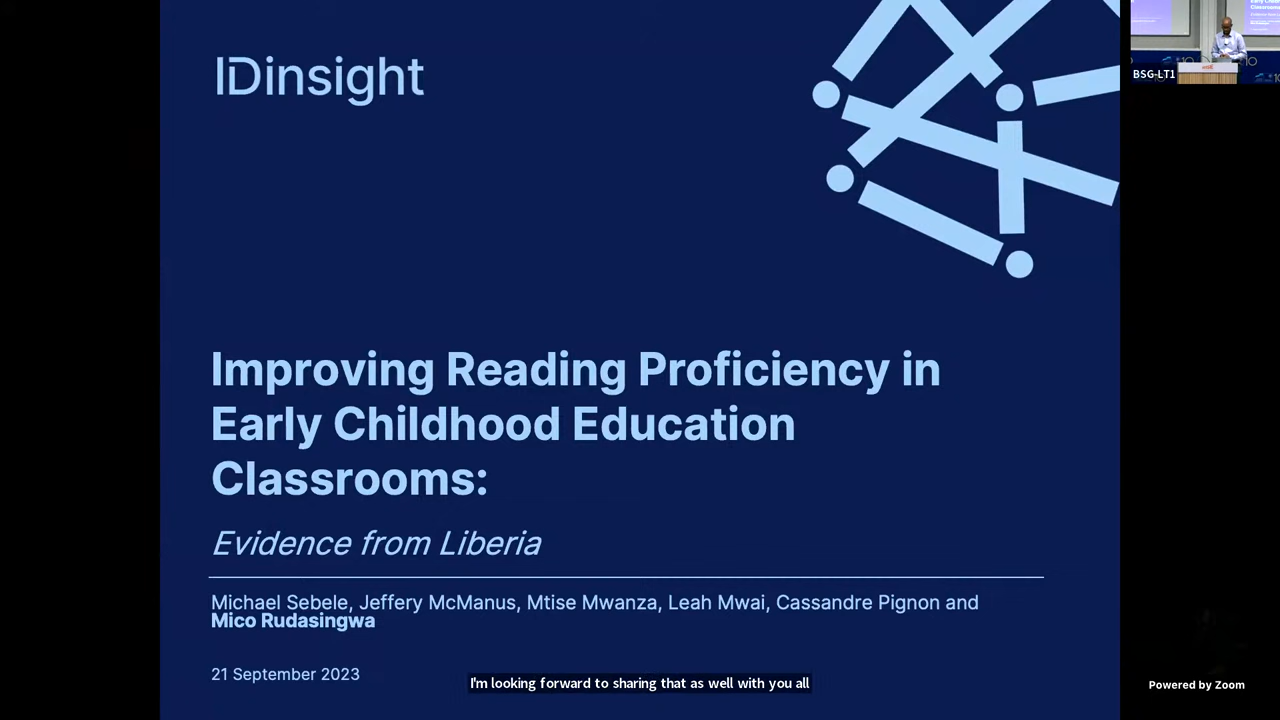 IDinsight
Improving Reading Proficiency in
Early Childhood Education
Classrooms:
Evidence from Liberia
Michael Sebele, Jeffery McManus, Mtise Mwanza, Leah Mwai, Cassandre Pignon and
Mico Rudasingwa
21 September 2023
I'm looking forward to sharing that as well with you all
BSG-LT1
Powered by Zoom